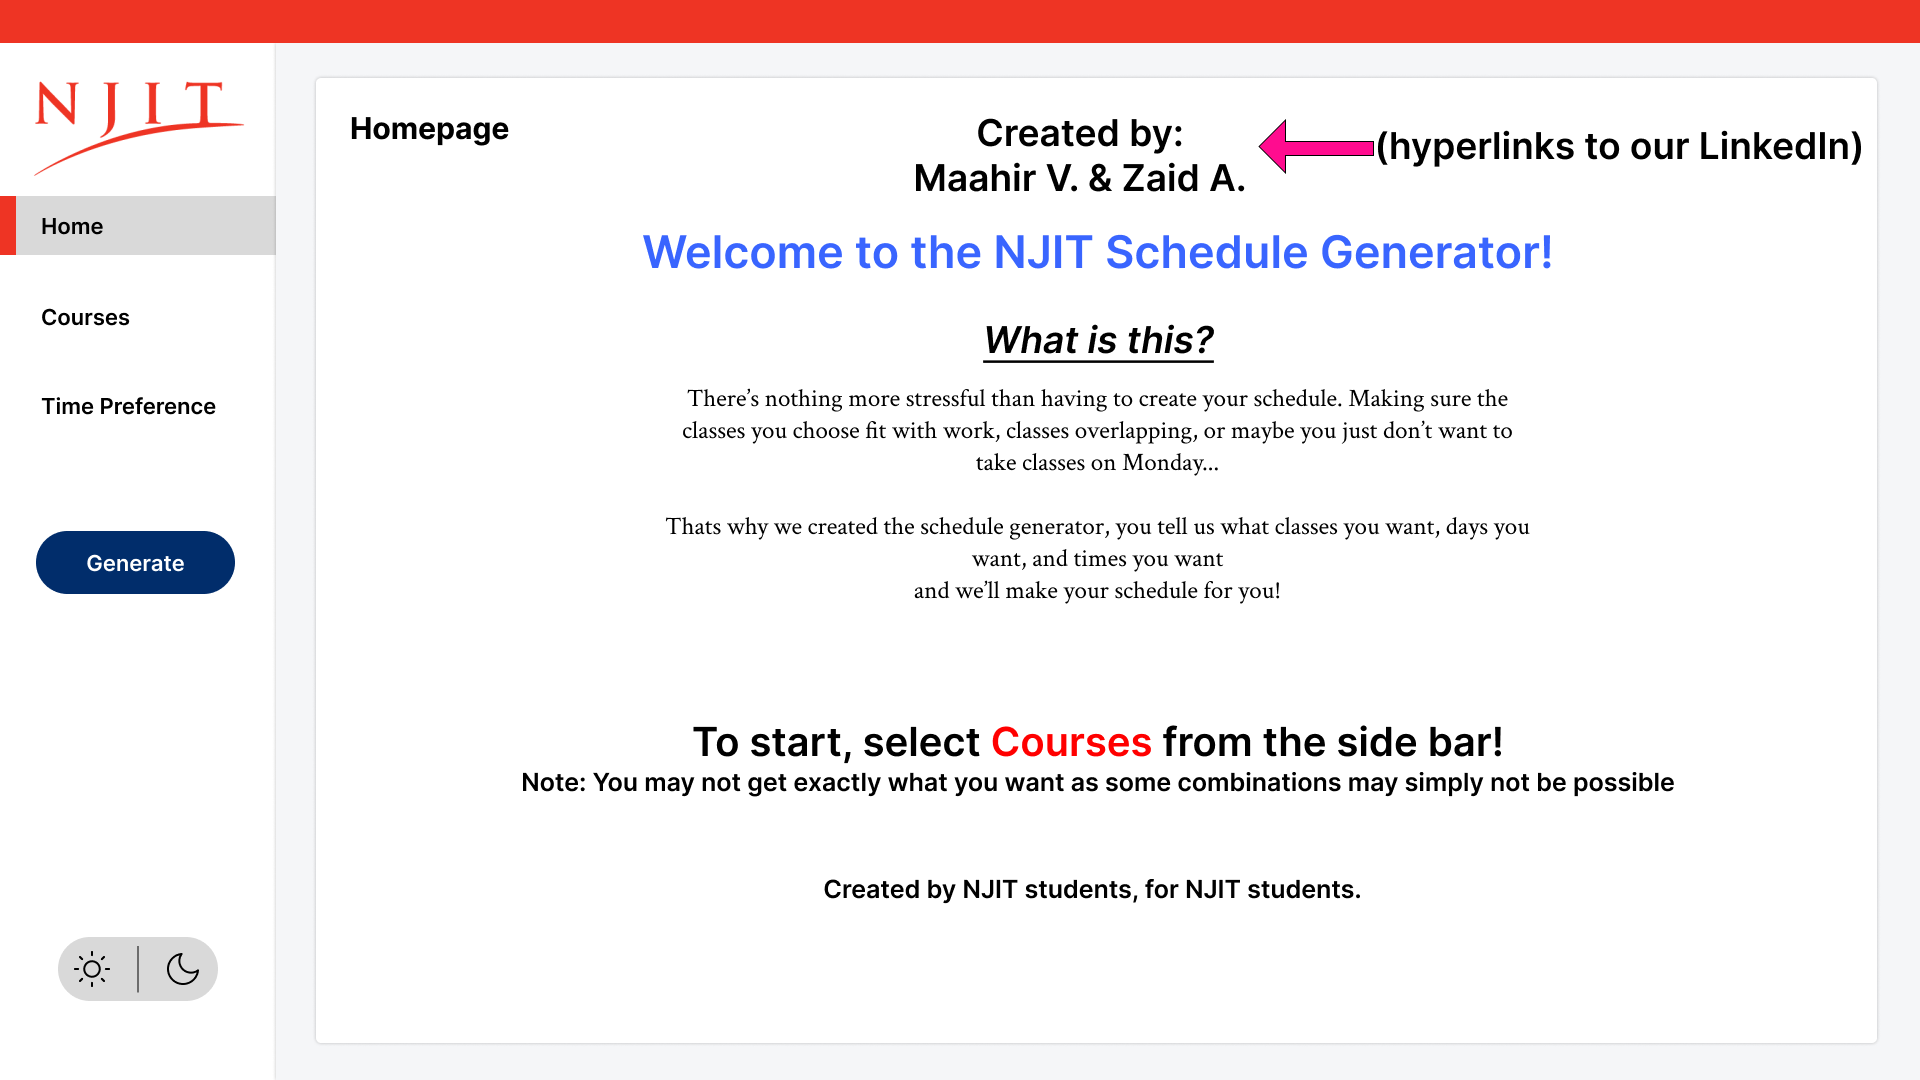 NJIT
Home
Courses
Time Preference
Generate
Homepage
Created by:
Maahir V. & Zaid A.
(hyperlinks to our LinkedIn)
Welcome to the NJIT Schedule Generator!
What is this?
There’s nothing more stressful than having to create your schedule. Making sure the
classes you choose fit with work, classes overlapping, or maybe you just don’t want to
take classes on Monday...
Thats why we created the schedule generator, you tell us what classes you want, days you
want, and times you want
and we’ll make your schedule for you!
To start, select Courses from the side bar!
Note: You may not get exactly what you want as some combinations may simply not be possible
Created by NJIT students, for NJIT students.